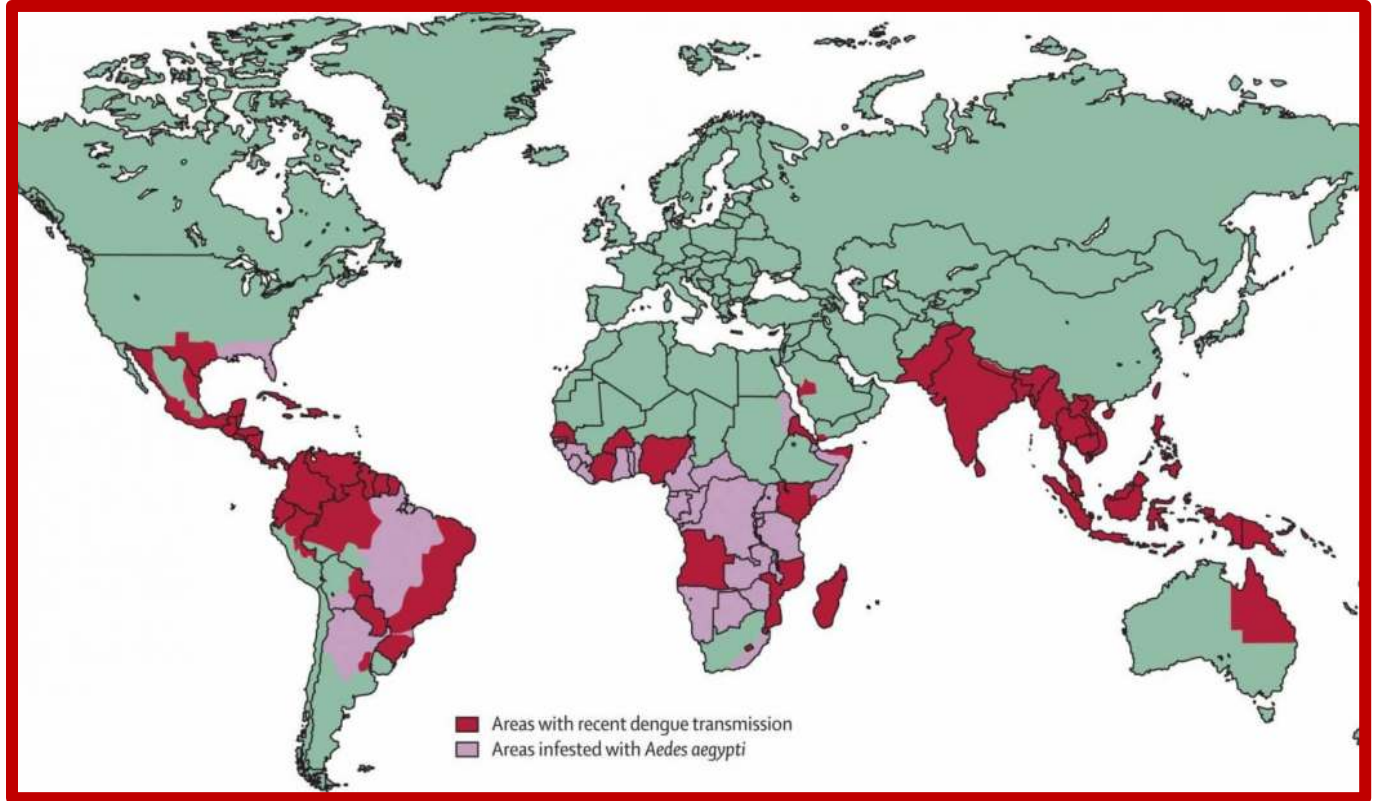 Areas with recent dengue transmission
Areas infested with Aedes aegypti